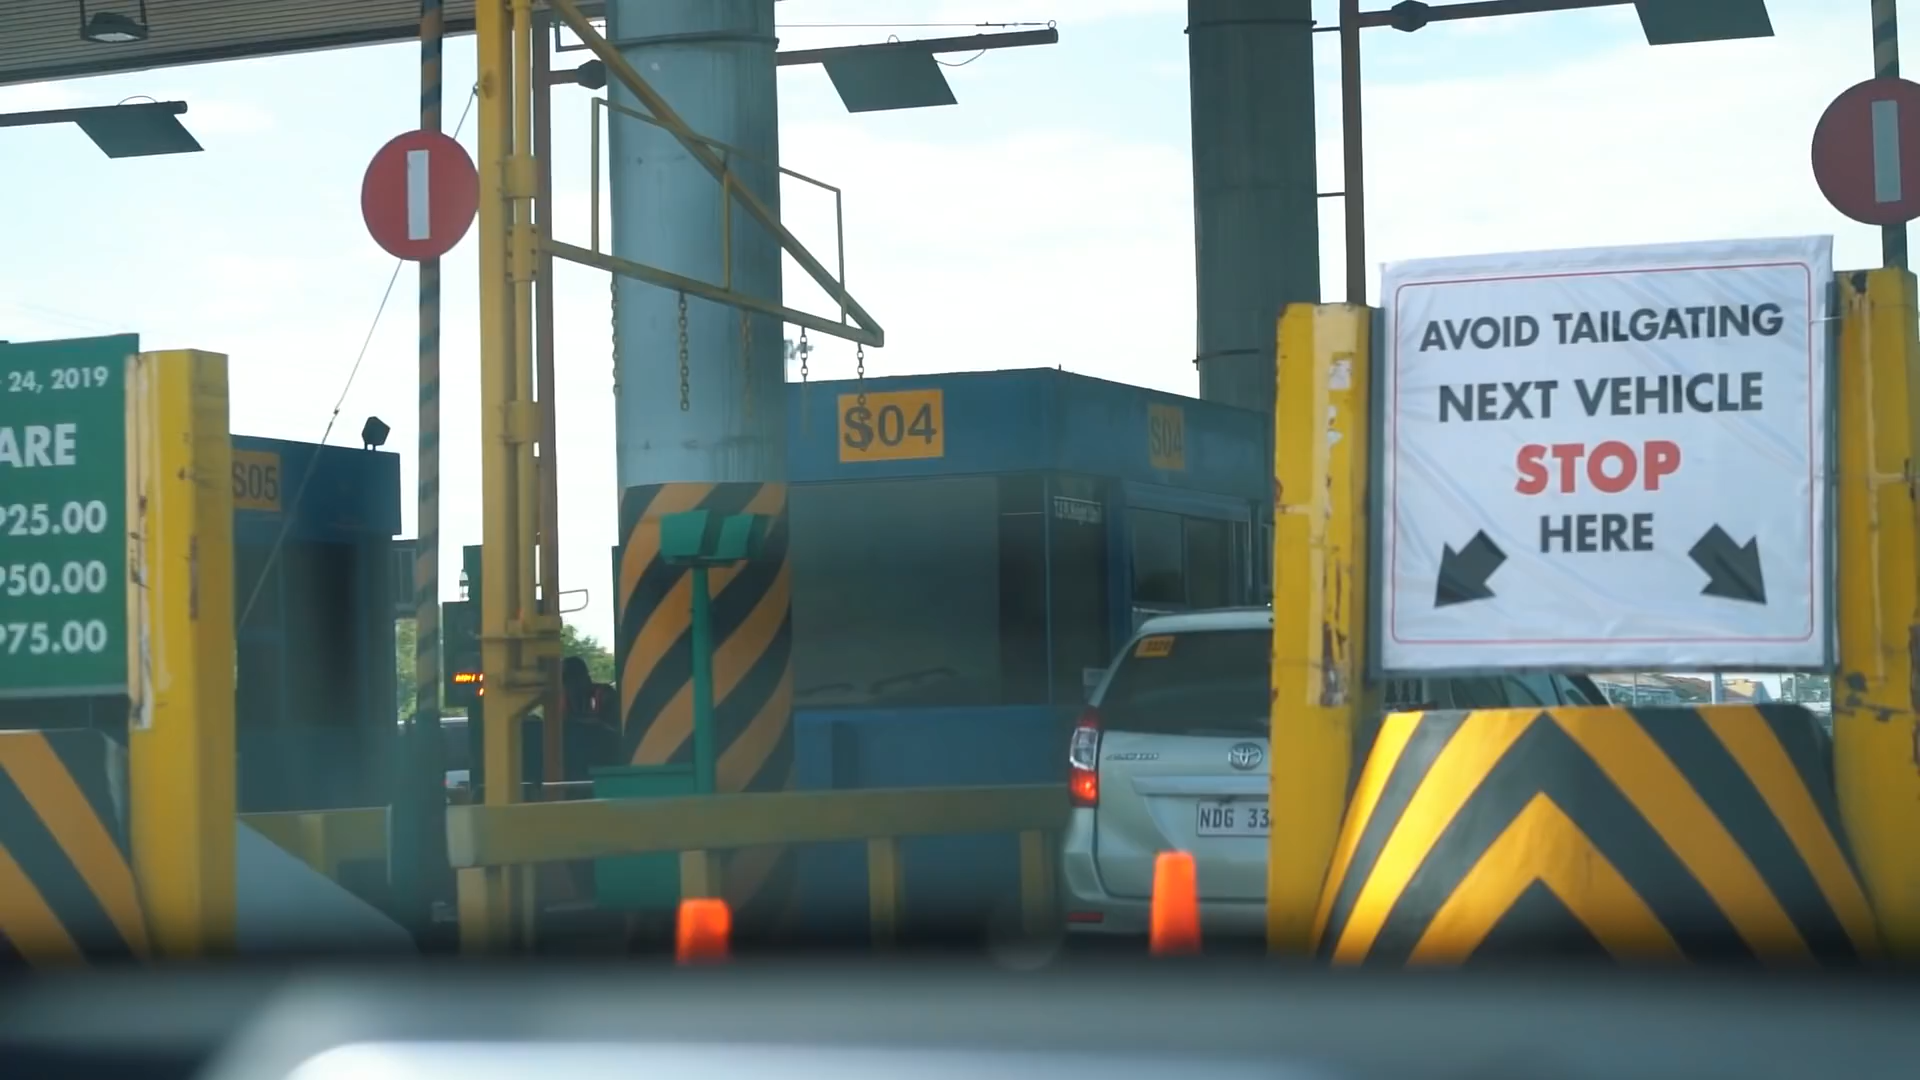 24, 2019
ARE
₱25.00
₱50.00
₱75.00
S05
S04
S04
NDG 33
AVOID TAILGATING
NEXT VEHICLE
STOP
HERE